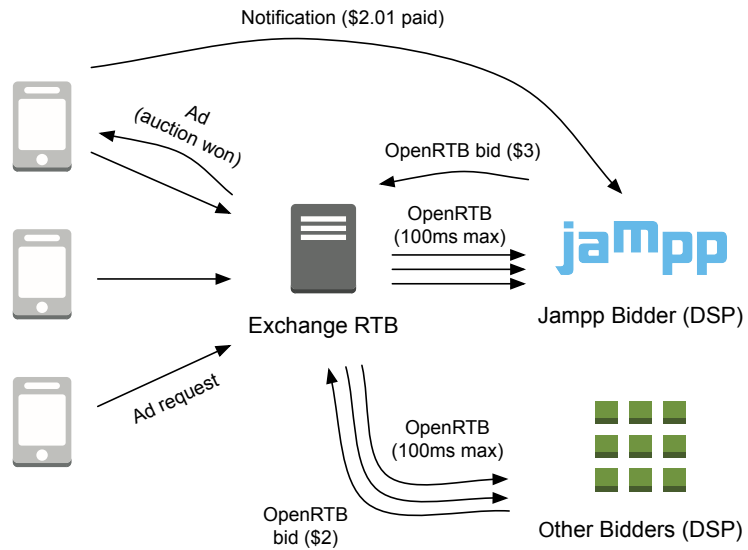 Notification ($2.01 paid)
Ad
(auction won)
OpenRTB bid ($3)
OpenRTB
(100ms max)
jampp
Exchange RTB
Jampp Bidder (DSP)
Ad request
OpenRTB
(100ms max)
OpenRTB
bid ($2)
Other Bidders (DSP)